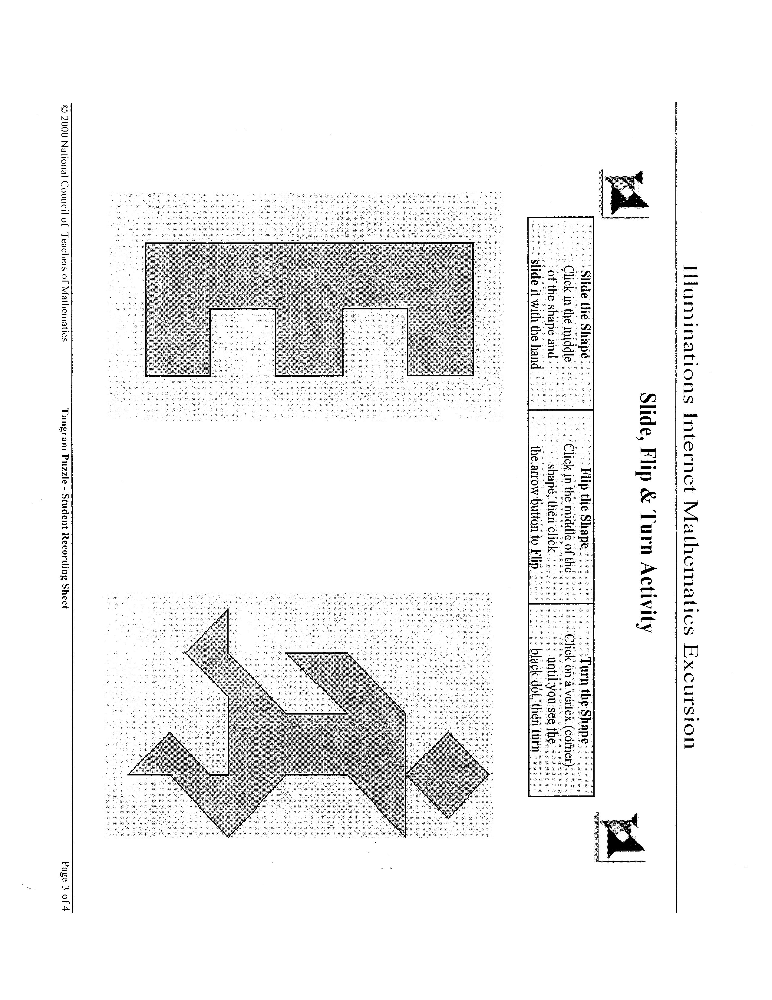 Illuminations Internet Mathematics Excursion
Slide, Flip & Turn Activity
Slide the Shape
Click in the middle
of the shape and
slide it with the hand
Flip the Shape
Click in the middle of the
shape, then click
the arrow button to Flip
Turn the Shape
Click on a vertex (corner)
until you see the
black dot, then turn
© 2000 National Council of Teachers of Mathematics
Tangram Puzzle - Student Recording Sheet
Page 3 of 4